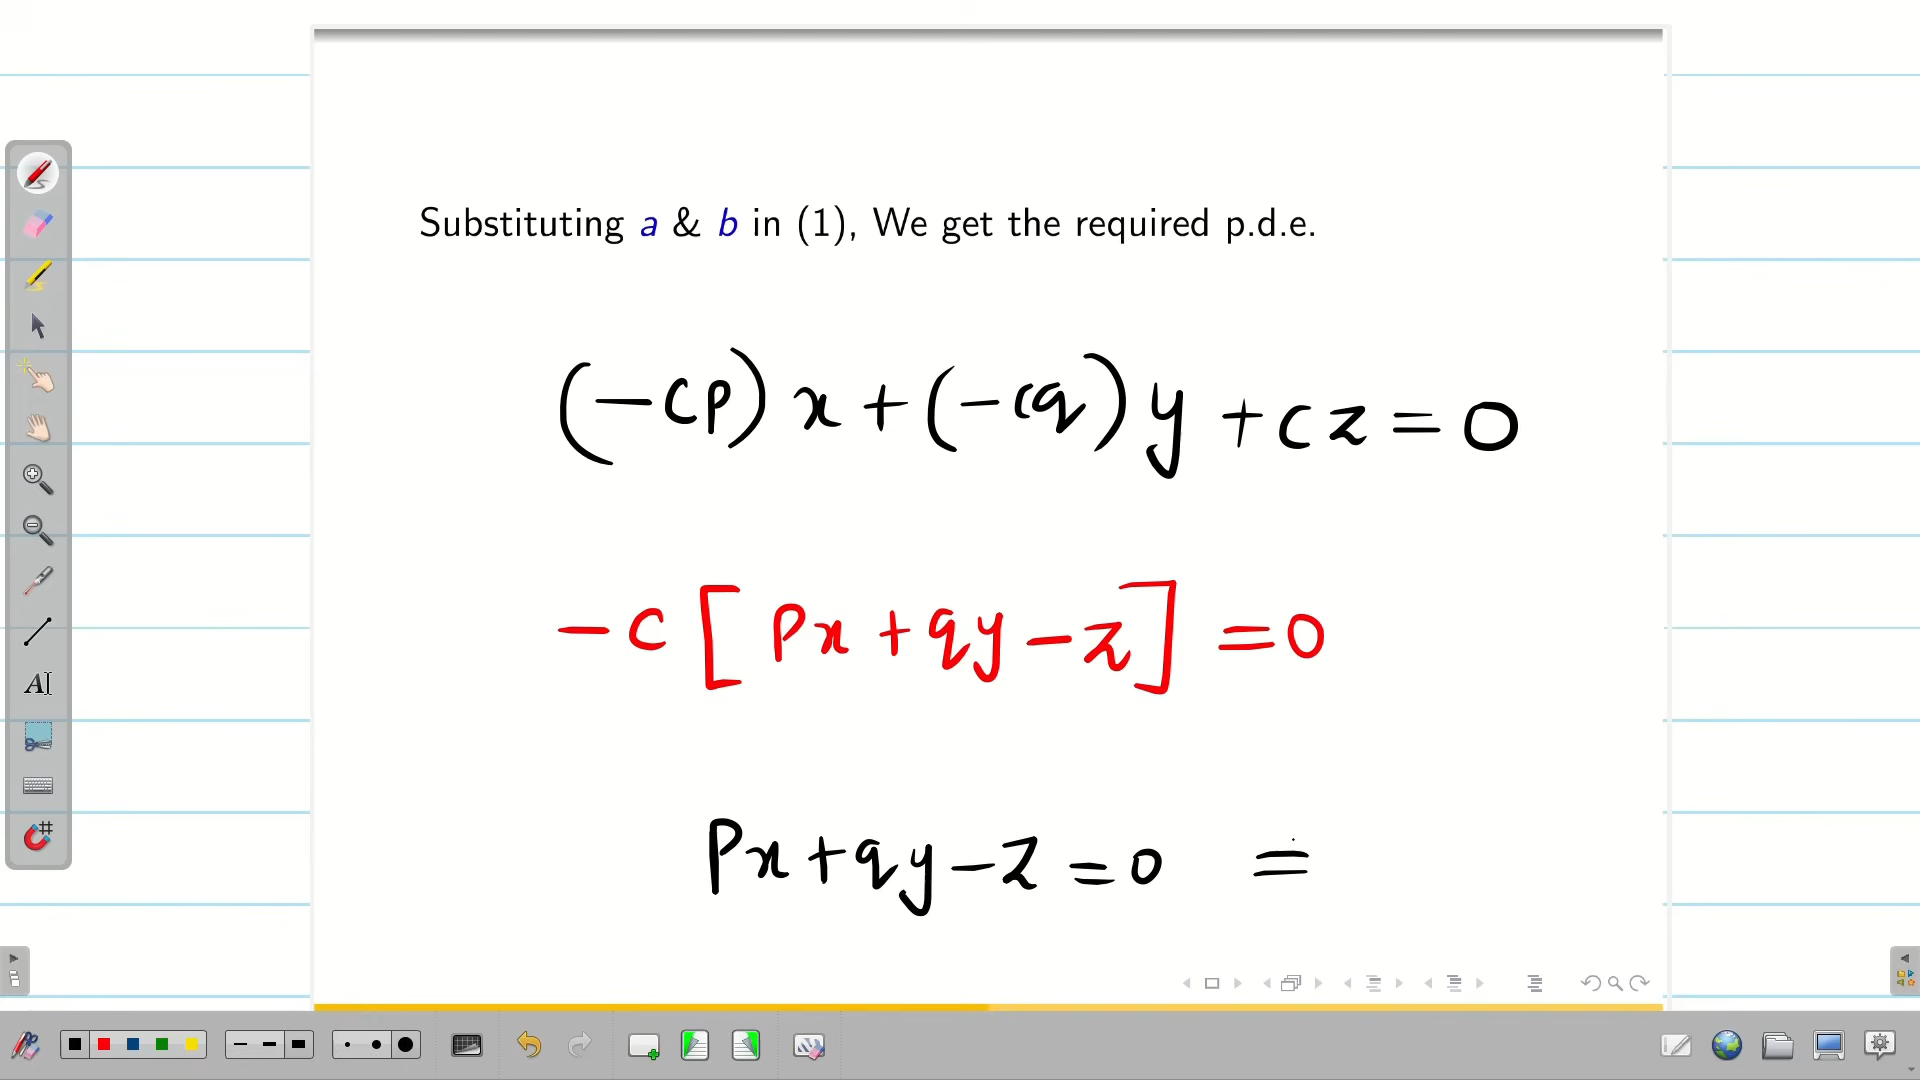 Substituting a & b in (1), We get the required p.d.e.
(-cp)x+(-cq)y+cz=0
-c[px+qy-z]=0
Px+qy-z=0 =